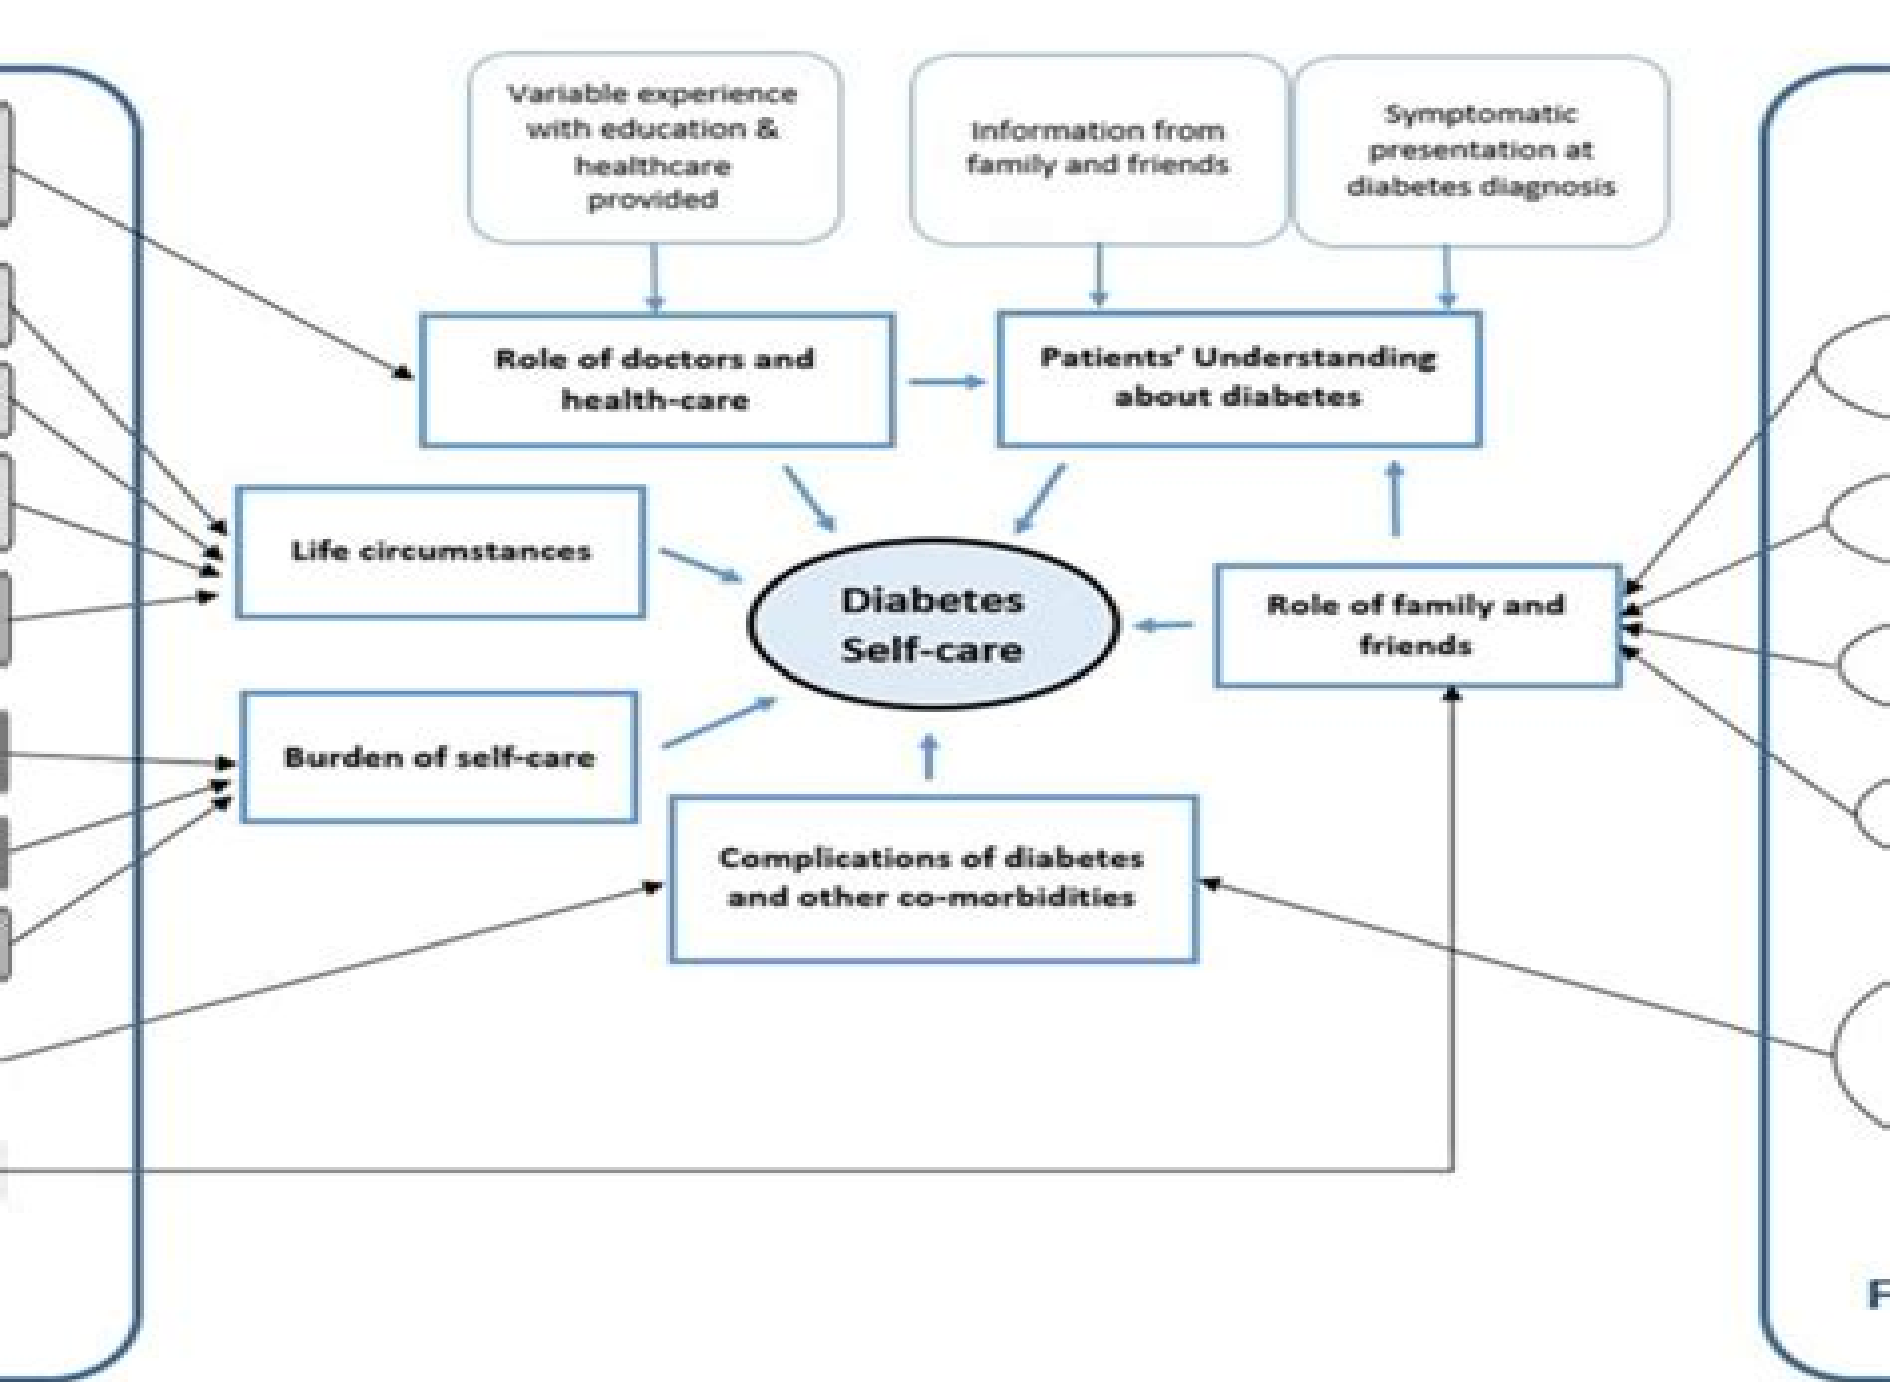 Variable experience
with education &
healthcare
provided
Information from
family and friends
Symptomatic
presentation at
diabetes diagnosis
Role of doctors and
health-care
Patients' Understanding
about diabetes
Life circumstances
Diabetes
Self-care
Role of family and
friends
Burden of self-care
Complications of diabetes
and other co-morbidities
F